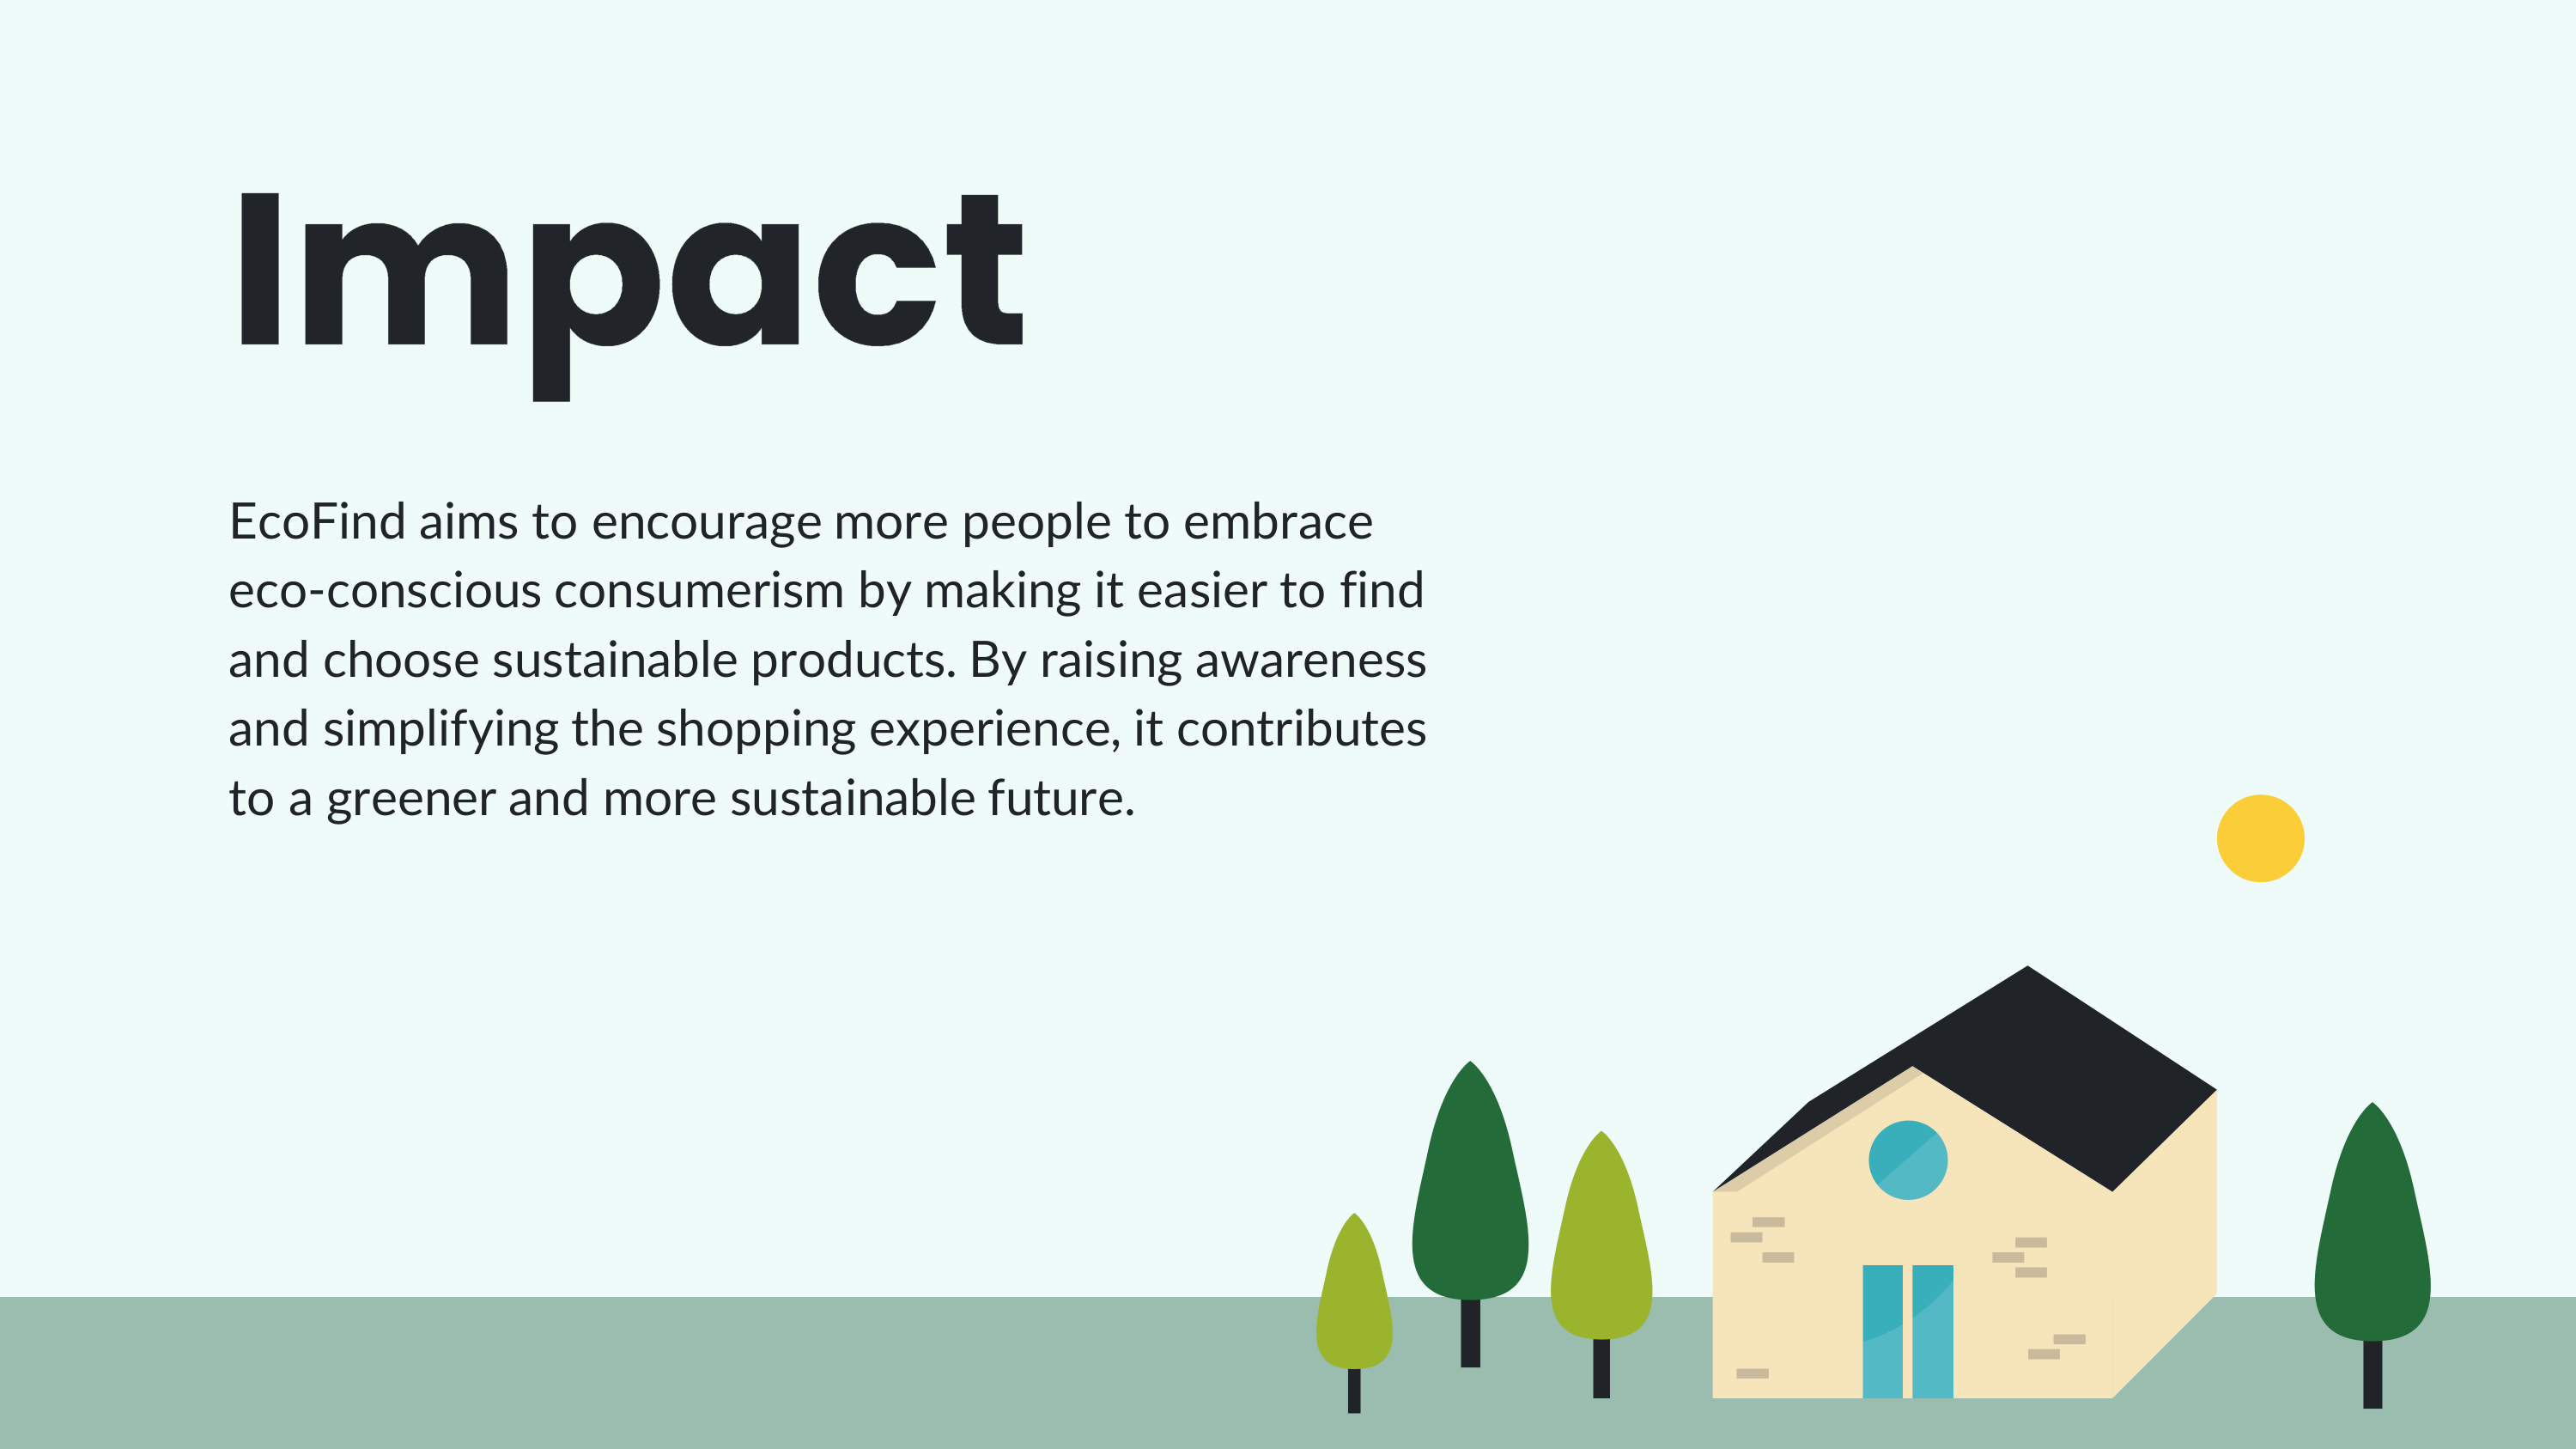 Impact
EcoFind aims to encourage more people to embrace
eco-conscious consumerism by making it easier to find
and choose sustainable products. By raising awareness
and simplifying the shopping experience, it contributes
to a greener and more sustainable future.